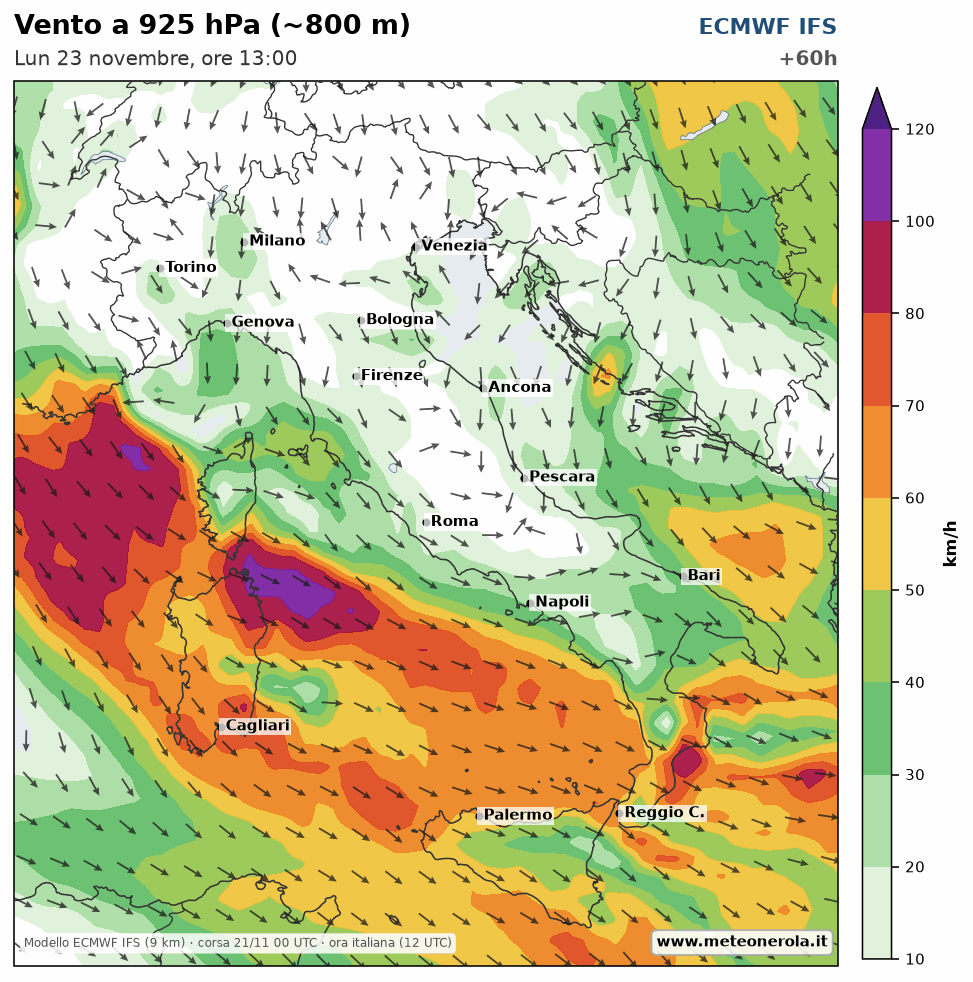 Vento a 925 hPa (~800 m)
ECMWF IFS
Lun 23 novembre, ore 13:00
+60h
Milano
Venezia
Torino
Genova
Bologna
Firenze
Ancona
Pescara
Roma
Bari
Napoli
Cagliari
Palermo
Reggio C.
Modello ECMWF IFS (9 km) · corsa 21/11 00 UTC · ora italiana (12 UTC)
www.meteonerola.it
120
100
80
70
60
50
40
30
20
10
km/h